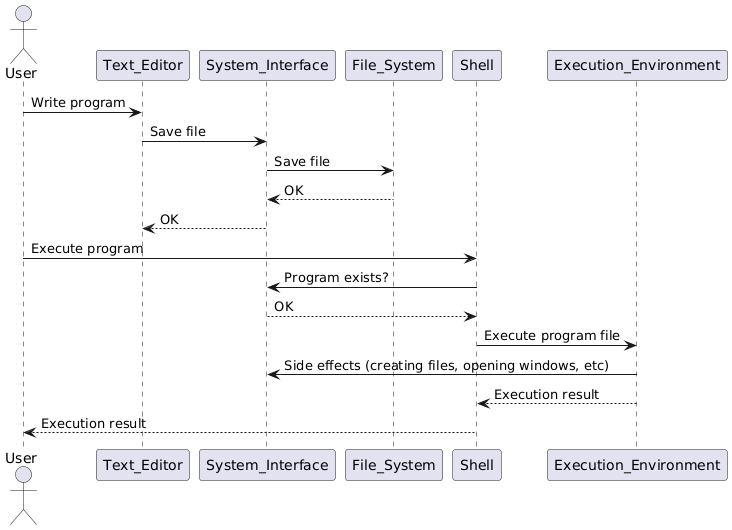 User
Text_Editor
System_Interface
File_System
Shell
Execution_Environment
Write program
Save file
Save file
OK
OK
Execute program
Program exists?
OK
Execute program file
Side effects (creating files, opening windows, etc)
Execution result
Execution result
User
Text_Editor
System_Interface
File_System
Shell
Execution_Environment